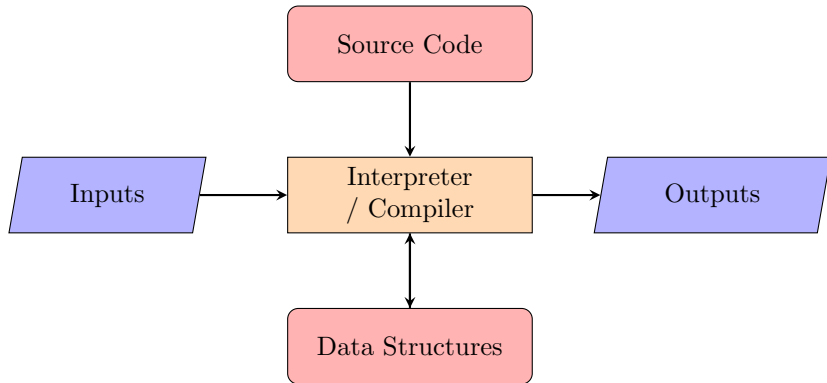 Source Code
Inputs
Interpreter
/ Compiler
Outputs
Data Structures